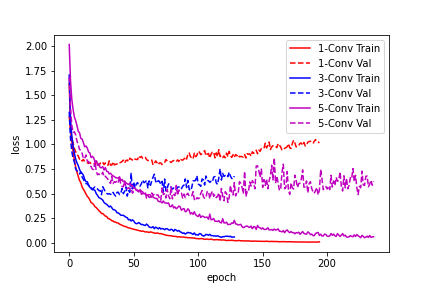 2.00
1.75
1.50
1.25
1.00
0.75
0.50
0.25
0.00
loss
0
50
100
150
200
epoch
1-Conv Train
1-Conv Val
3-Conv Train
3-Conv Val
5-Conv Train
5-Conv Val